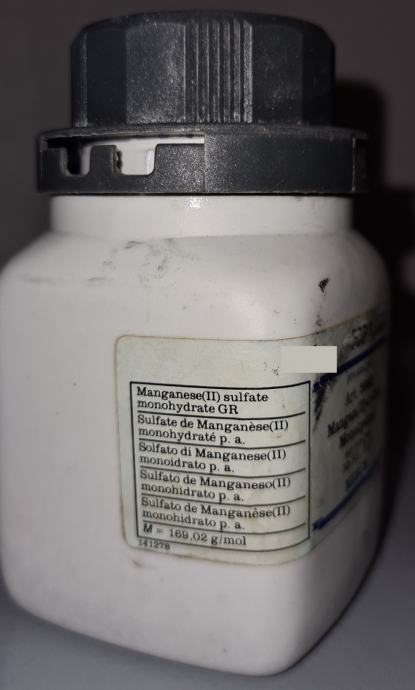 Manganese(II) sulfate
monohydrate GR
Sulfate de Manganèse(II)
monohydraté p. a.
Solfato di Manganese(II)
monoidrato p. a.
Sulfato de Manganeso(II)
monohidrato p. a.
Sulfato de Manganêse(II)
monohidrato p. a.
M = 169,02 g/mol
141278